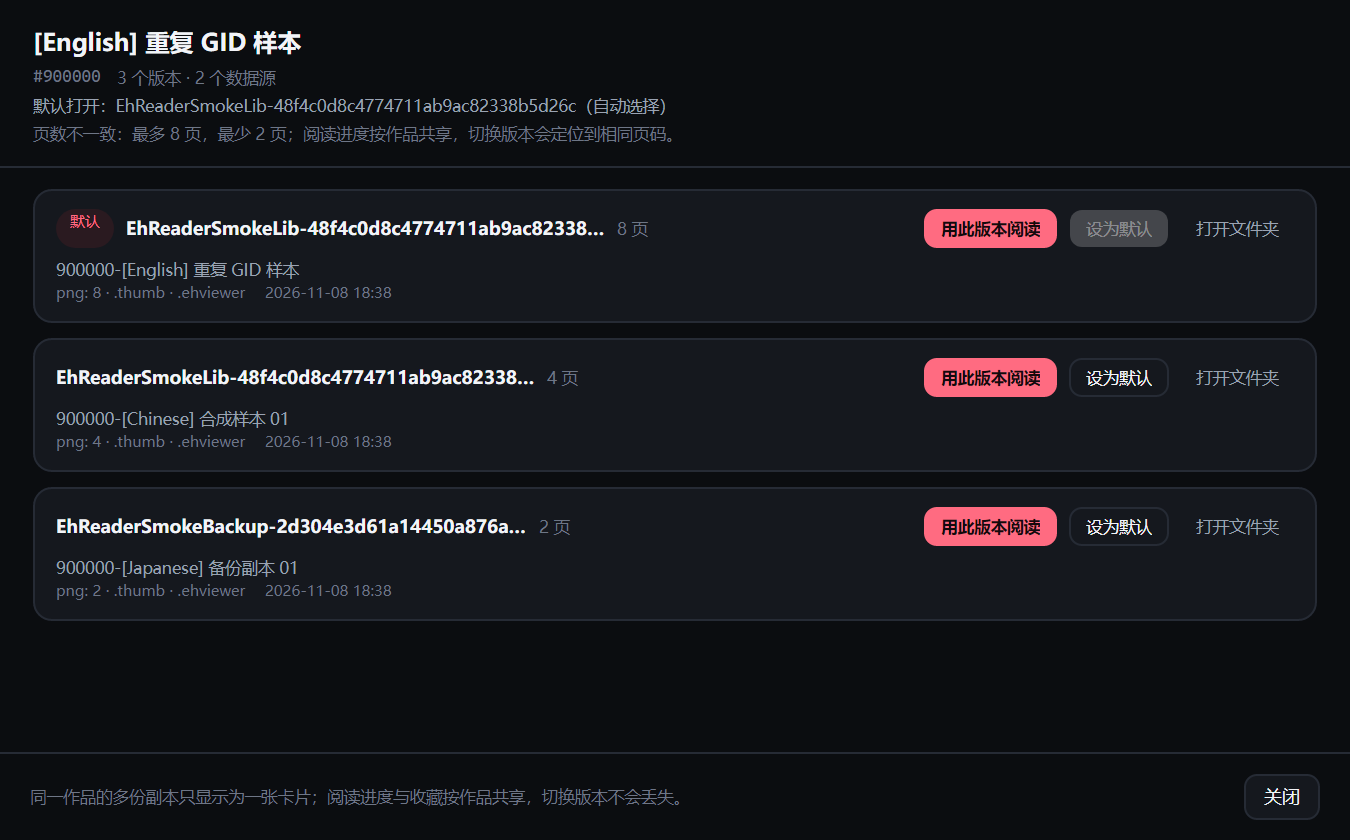 [English] 重复 GID 样本
#900000 3 个版本 · 2 个数据源
默认打开：EhReaderSmokeLib-48f4c0d8c4774711ab9ac82338b5d26c（自动选择）
页数不一致：最多 8 页，最少 2 页；阅读进度按作品共享，切换版本会定位到相同页码。
默认 EhReaderSmokeLib-48f4c0d8c4774711ab9ac82338... 8 页 用此版本阅读 设为默认 打开文件夹
900000-[English] 重复 GID 样本
png: 8 · .thumb · .ehviewer 2026-11-08 18:38
EhReaderSmokeLib-48f4c0d8c4774711ab9ac82338... 4 页 用此版本阅读 设为默认 打开文件夹
900000-[Chinese] 合成样本 01
png: 4 · .thumb · .ehviewer 2026-11-08 18:38
EhReaderSmokeBackup-2d304e3d61a14450a876a... 2 页 用此版本阅读 设为默认 打开文件夹
900000-[Japanese] 备份副本 01
png: 2 · .thumb · .ehviewer 2026-11-08 18:38
同一作品的多份副本只显示为一张卡片；阅读进度与收藏按作品共享，切换版本不会丢失。 关闭